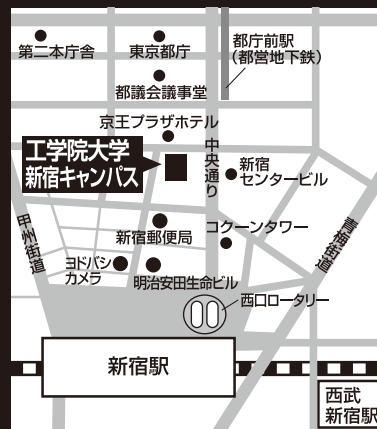 第二本庁舎
東京都庁
都庁前駅
（都営地下鉄）
都議会議事堂
京王プラザホテル
工学院大学
新宿キャンパス
中央通り
新宿
センタービル
甲州街道
新宿郵便局
コクーンタワー
青梅街道
ヨドバシ
カメラ
明治安田生命ビル
西口ロータリー
新宿駅
西武
新宿駅